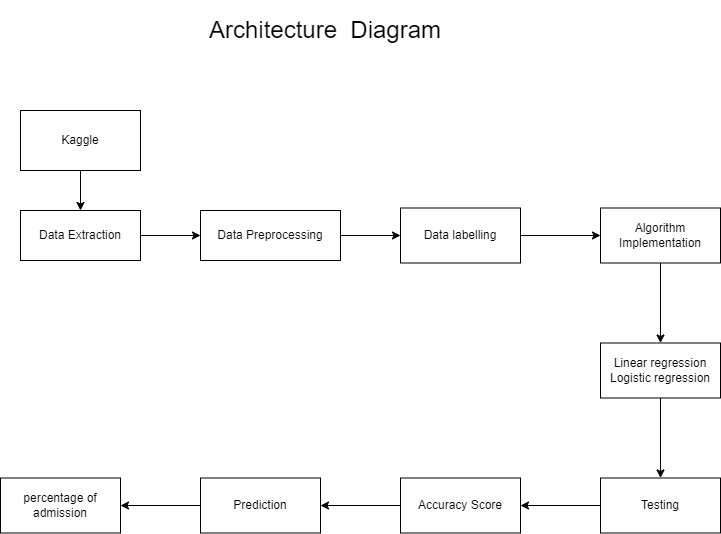 Architecture Diagram
Kaggle
Data Extraction
Data Preprocessing
Data labelling
Algorithm
Implementation
Linear regression
Logistic regression
Testing
Accuracy Score
Prediction
percentage of
admission